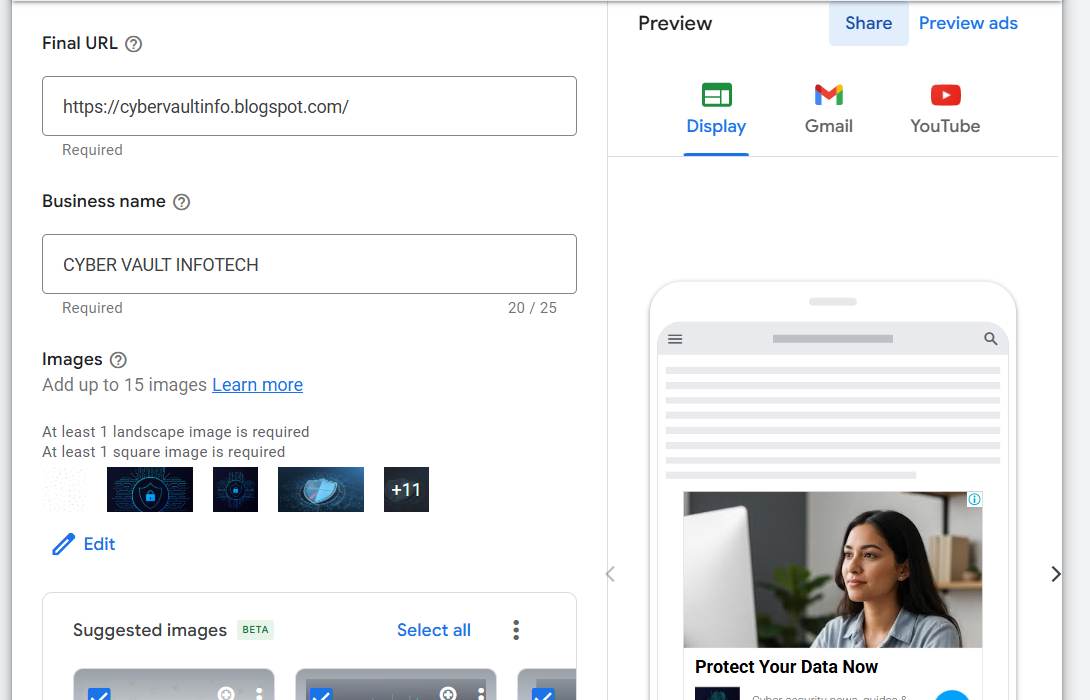 Final URL
https://cybervaultinfo.blogspot.com/
Required
Business name
CYBER VAULT INFOTECH
Required
20 / 25
Images
Add up to 15 images Learn more
At least 1 landscape image is required
At least 1 square image is required
+11
Edit
Suggested images BETA
Select all
Preview
Share
Preview ads
Display
Gmail
YouTube
Protect Your Data Now
Cyber security news, guides &